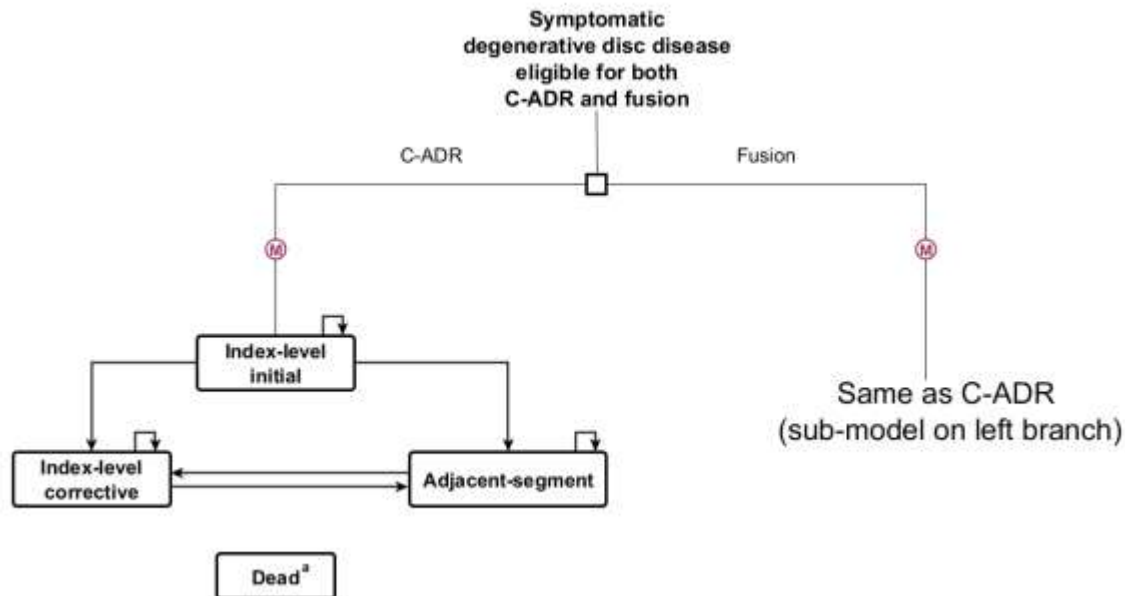 Symptomatic
degenerative disc disease
eligible for both
C-ADR and fusion
C-ADR
Fusion
M
M
Index-level
initial
Same as C-ADR
(sub-model on left branch)
Index-level
corrective
Adjacent-segment
Dead a